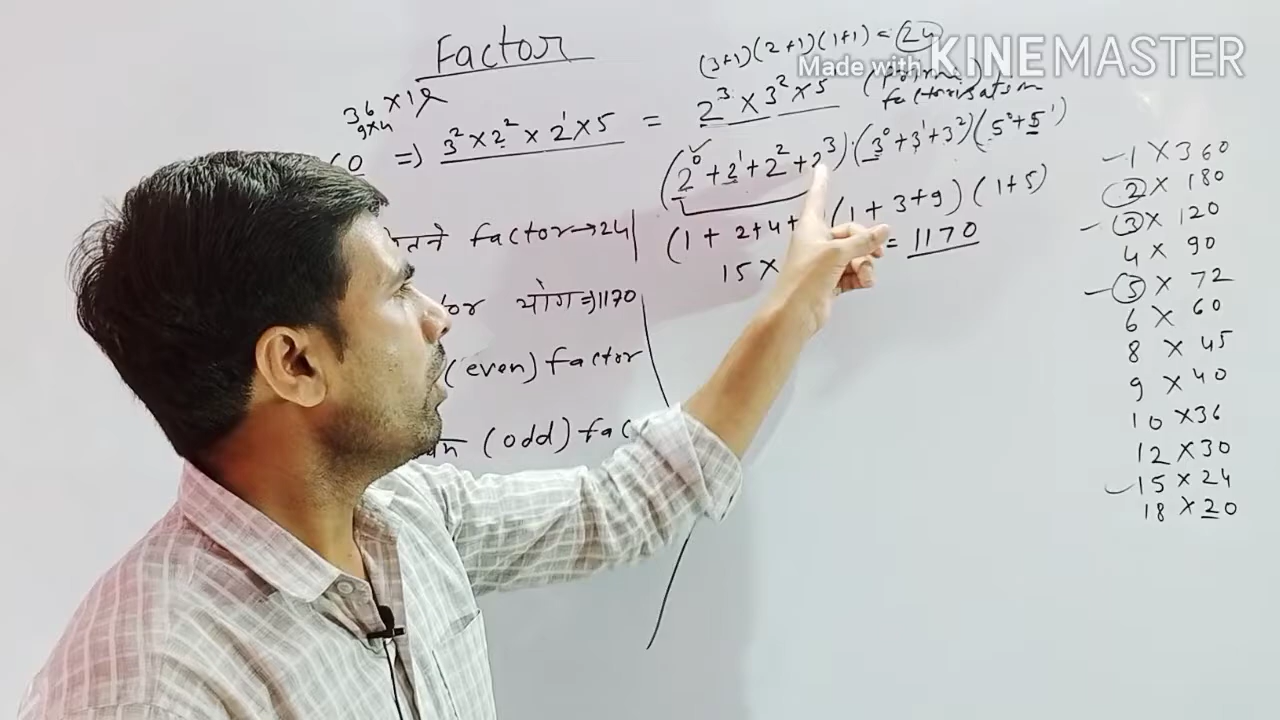 Factor
(3+1)(2+1)(1+1) = 24
Made with KINEMASTER
36 × 1
9×4
0 => 3² × 2² × 2¹ × 5 = 2³ × 3² × 5
(2⁰ + 2¹ + 2² + 2³) (3⁰ + 3¹ + 3²) (5⁰ + 5¹)
factor → 24
(1 + 2+4+ (1 + 3+9) (1+5)
15 × = 1170
योग = 1170
(even) factor
(odd) fac
1 × 360
2 × 180
3 × 120
4 × 90
5 × 72
6 × 60
8 × 45
9 × 40
10 × 36
12 × 30
15 × 24
18 × 20